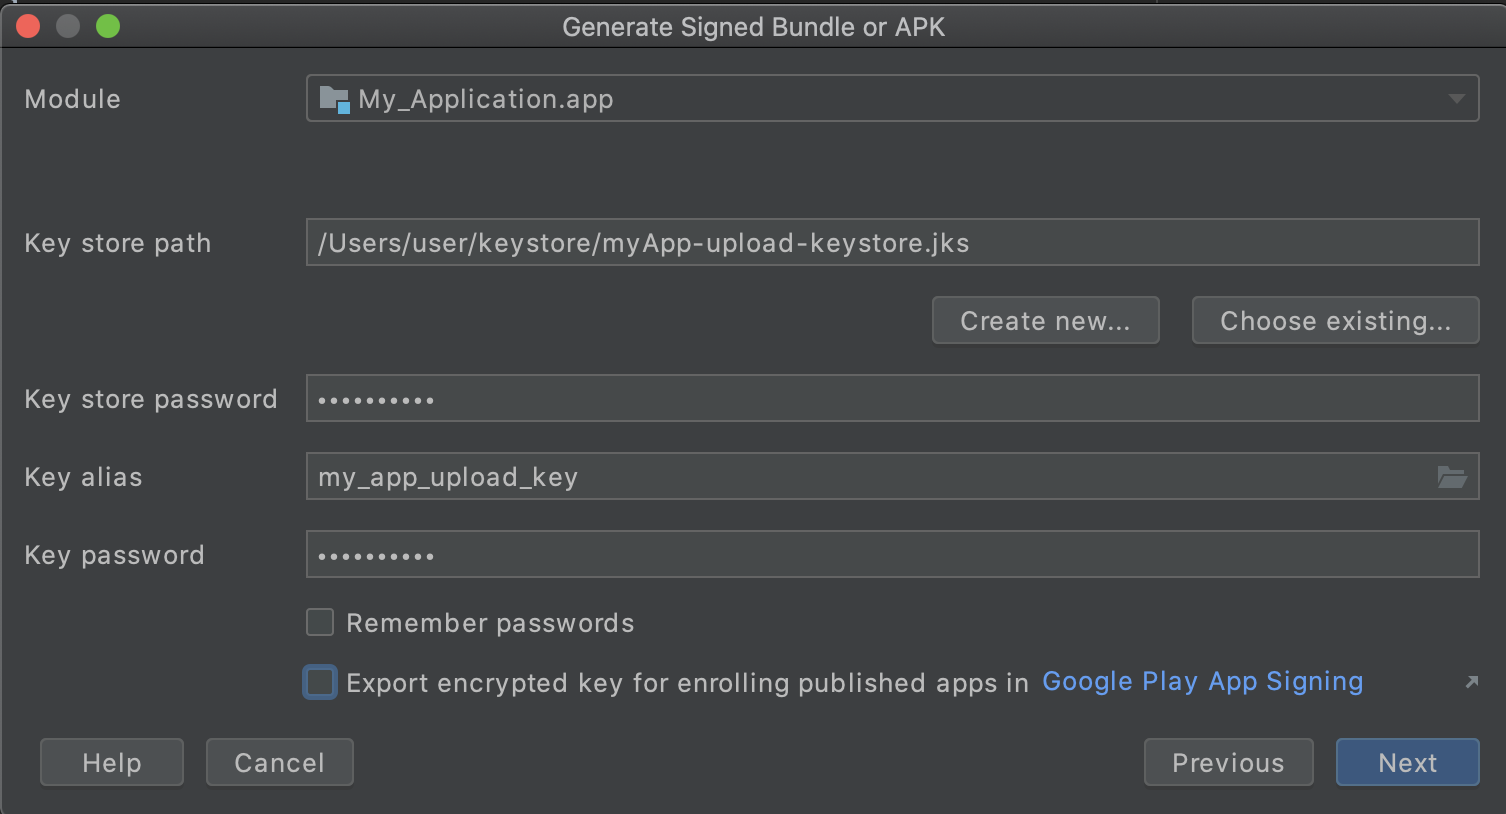 Generate Signed Bundle or APK
Module My_Application.app
Key store path /Users/user/keystore/myApp-upload-keystore.jks
Create new... Choose existing...
Key store password ••••••••••
Key alias my_app_upload_key
Key password ••••••••••
Remember passwords
Export encrypted key for enrolling published apps in Google Play App Signing
Help Cancel Previous Next